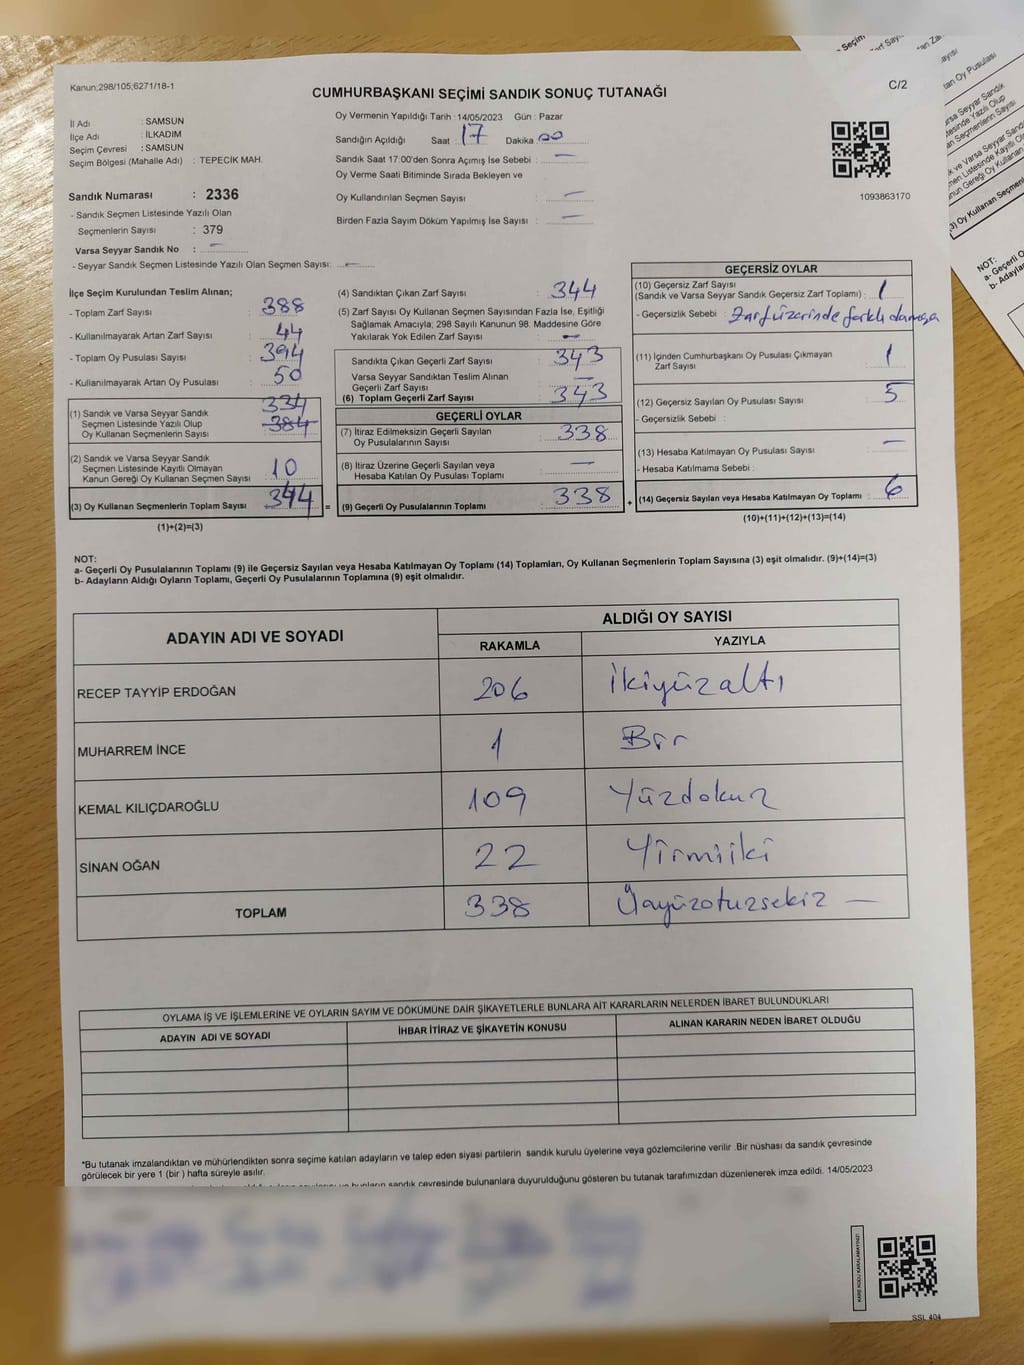 Kanun;298/105;6271/18-1
C/2
CUMHURBAŞKANI SEÇİMİ SANDIK SONUÇ TUTANAĞI
İl Adı : SAMSUN
İlçe Adı : İLKADIM
Seçim Çevresi : SAMSUN
Seçim Bölgesi (Mahalle Adı) : TEPECİK MAH.
Sandık Numarası : 2336
- Sandık Seçmen Listesinde Yazılı Olan
Seçmenlerin Sayısı : 379
Varsa Seyyar Sandık No : —
- Seyyar Sandık Seçmen Listesinde Yazılı Olan Seçmen Sayısı: —
Oy Vermenin Yapıldığı Tarih : 14/05/2023 Gün : Pazar
Sandığın Açıldığı Saat : 17 Dakika : 00
Sandık Saat 17:00'den Sonra Açımış İse Sebebi : —
Oy Verme Saati Bitiminde Sırada Bekleyen ve
Oy Kullandırılan Seçmen Sayısı : —
Birden Fazla Sayım Döküm Yapılmış İse Sayısı : —
1093863170
İlçe Seçim Kurulundan Teslim Alınan;
- Toplam Zarf Sayısı : 388
- Kullanılmayarak Artan Zarf Sayısı : 44
- Toplam Oy Pusulası Sayısı : 394
- Kullanılmayarak Artan Oy Pusulası : 50
334
(1) Sandık ve Varsa Seyyar Sandık
Seçmen Listesinde Yazılı Olup
Oy Kullanan Seçmenlerin Sayısı : 384
(2) Sandık ve Varsa Seyyar Sandık
Seçmen Listesinde Kayıtlı Olmayan
Kanun Gereği Oy Kullanan Seçmen Sayısı : 10
(3) Oy Kullanan Seçmenlerin Toplam Sayısı : 344
(1)+(2)=(3)
=
(4) Sandıktan Çıkan Zarf Sayısı : 344
(5) Zarf Sayısı Oy Kullanan Seçmen Sayısından Fazla İse, Eşitliği
Sağlamak Amacıyla; 298 Sayılı Kanunun 98. Maddesine Göre
Yakılarak Yok Edilen Zarf Sayısı : —
Sandıkta Çıkan Geçerli Zarf Sayısı : 343
Varsa Seyyar Sandıktan Teslim Alınan
Geçerli Zarf Sayısı : —
(6) Toplam Geçerli Zarf Sayısı : 343
GEÇERLİ OYLAR
(7) İtiraz Edilmeksizin Geçerli Sayılan
Oy Pusulalarının Sayısı : 338
(8) İtiraz Üzerine Geçerli Sayılan veya
Hesaba Katılan Oy Pusulası Toplamı : —
(9) Geçerli Oy Pusulalarının Toplamı : 338
+
GEÇERSİZ OYLAR
(10) Geçersiz Zarf Sayısı
(Sandık ve Varsa Seyyar Sandık Geçersiz Zarf Toplamı) : 1
- Geçersizlik Sebebi : Zarf üzerinde farklı damga
(11) İçinden Cumhurbaşkanı Oy Pusulası Çıkmayan
Zarf Sayısı : 1
(12) Geçersiz Sayılan Oy Pusulası Sayısı : 5
- Geçersizlik Sebebi :
(13) Hesaba Katılmayan Oy Pusulası Sayısı : —
- Hesaba Katılmama Sebebi :
(14) Geçersiz Sayılan veya Hesaba Katılmayan Oy Toplamı : 6
(10)+(11)+(12)+(13)=(14)
NOT:
a- Geçerli Oy Pusulalarının Toplamı (9) ile Geçersiz Sayılan veya Hesaba Katılmayan Oy Toplamı (14) Toplamları, Oy Kullanan Seçmenlerin Toplam Sayısına (3) eşit olmalıdır. (9)+(14)=(3)
b- Adayların Aldığı Oyların Toplamı, Geçerli Oy Pusulalarının Toplamına (9) eşit olmalıdır.
ADAYIN ADI VE SOYADI
ALDIĞI OY SAYISI
RAKAMLA YAZIYLA
RECEP TAYYİP ERDOĞAN 206 İkiyüzaltı
MUHARREM İNCE 1 Bir
KEMAL KILIÇDAROĞLU 109 Yüzdokuz
SİNAN OĞAN 22 Yirmiiki
TOPLAM 338 Üçyüzotuzsekiz —
OYLAMA İŞ VE İŞLEMLERİNE VE OYLARIN SAYIM VE DÖKÜMÜNE DAİR ŞİKAYETLERLE BUNLARA AİT KARARLARIN NELERDEN İBARET BULUNDUKLARI
ADAYIN ADI VE SOYADI İHBAR İTİRAZ VE ŞİKAYETİN KONUSU ALINAN KARARIN NEDEN İBARET OLDUĞU
*Bu tutanak imzalandıktan ve mühürlendikten sonra seçime katılan adayların ve talep eden siyasi partilerin sandık kurulu üyelerine veya gözlemcilerine verilir .Bir nüshası da sandık çevresinde
görülecek bir yere 1 (bir ) hafta süreyle asılır.
bunların sandık çevresinde bulunanlara duyurulduğunu gösteren bu tutanak tarafımızdan düzenlenerek imza edildi. 14/05/2023
KARE KODU KARALAMAYINIZ!
SSI_404